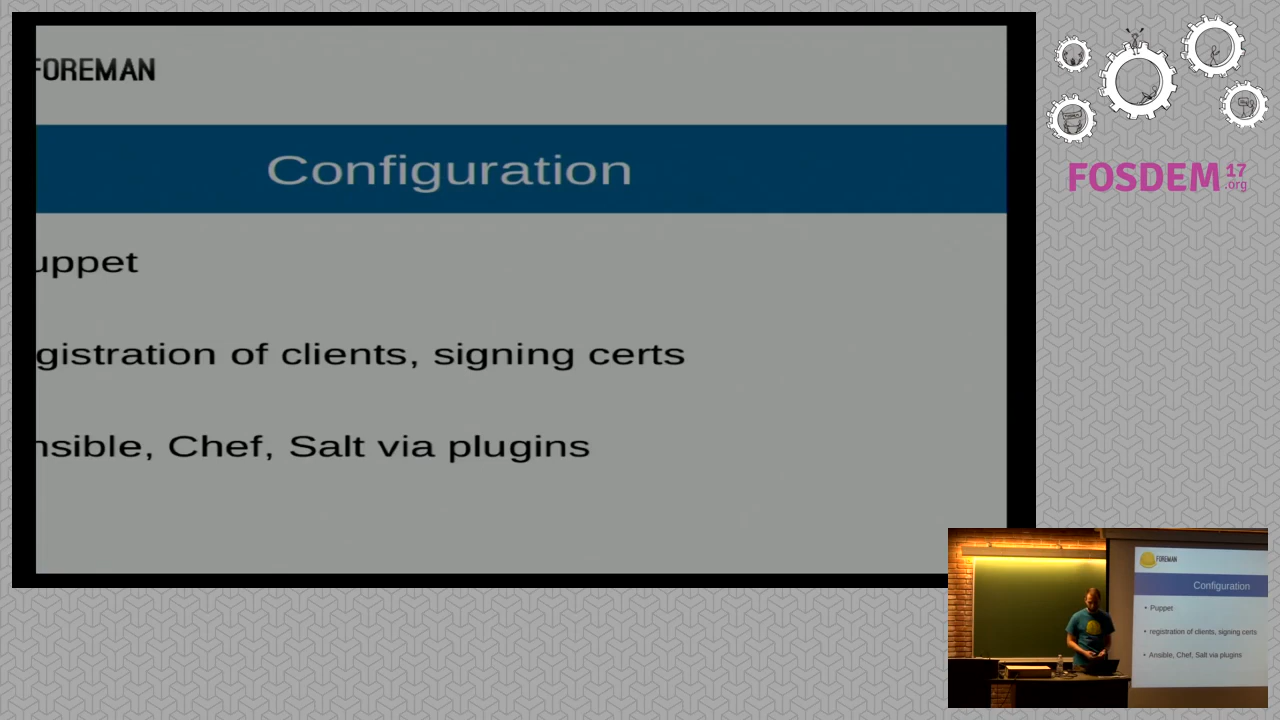 FOREMAN
Configuration
uppet
gistration of clients, signing certs
nsible, Chef, Salt via plugins
FOSDEM 17
.org
FOREMAN
Configuration
• Puppet
• registration of clients, signing certs
• Ansible, Chef, Salt via plugins